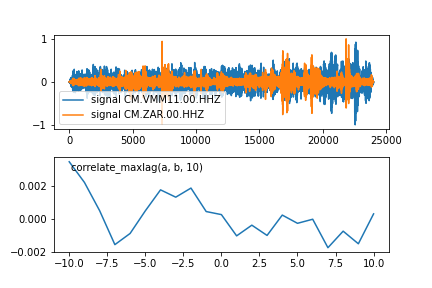 1
0
−1
signal CM.VMM11.00.HHZ
signal CM.ZAR.00.HHZ
0 5000 10000 15000 20000 25000
correlate_maxlag(a, b, 10)
0.002
0.000
−0.002
−10.0 −7.5 −5.0 −2.5 0.0 2.5 5.0 7.5 10.0